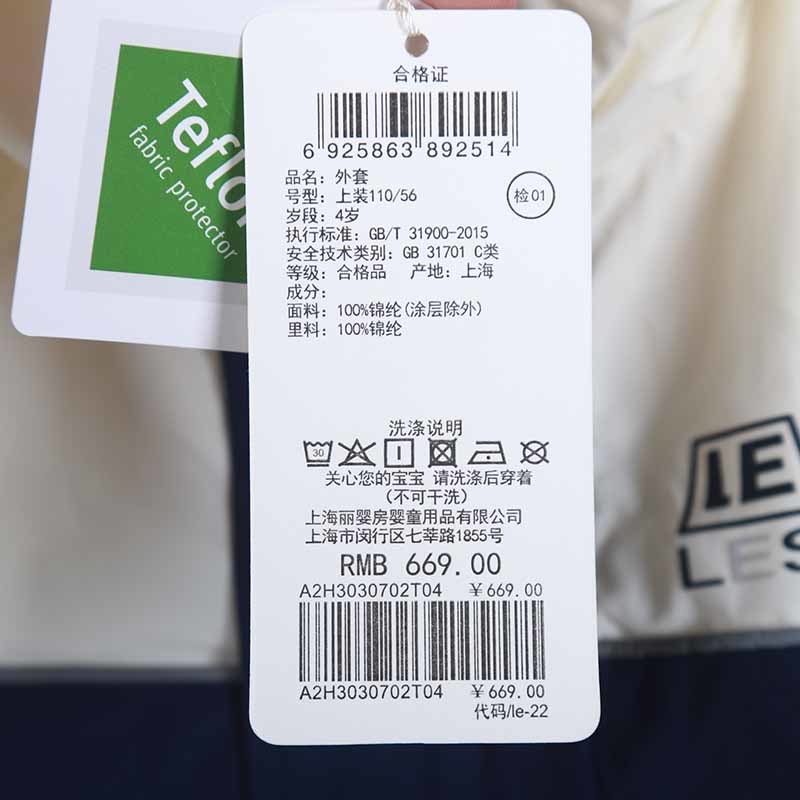 Teflon
fabric protector
合格证
6 925863 892514
品名：外套
号型：上装110/56
检01
岁段：4岁
执行标准：GB/T 31900-2015
安全技术类别：GB 31701 C类
等级：合格品 产地：上海
成分：
面料：100%锦纶(涂层除外)
里料：100%锦纶
洗涤说明
30
关心您的宝宝 请洗涤后穿着
（不可干洗）
上海丽婴房婴童用品有限公司
上海市闵行区七莘路1855号
RMB 669.00
A2H3030702T04 ￥669.00
A2H3030702T04 ￥669.00
代码/le-22
IE
LES